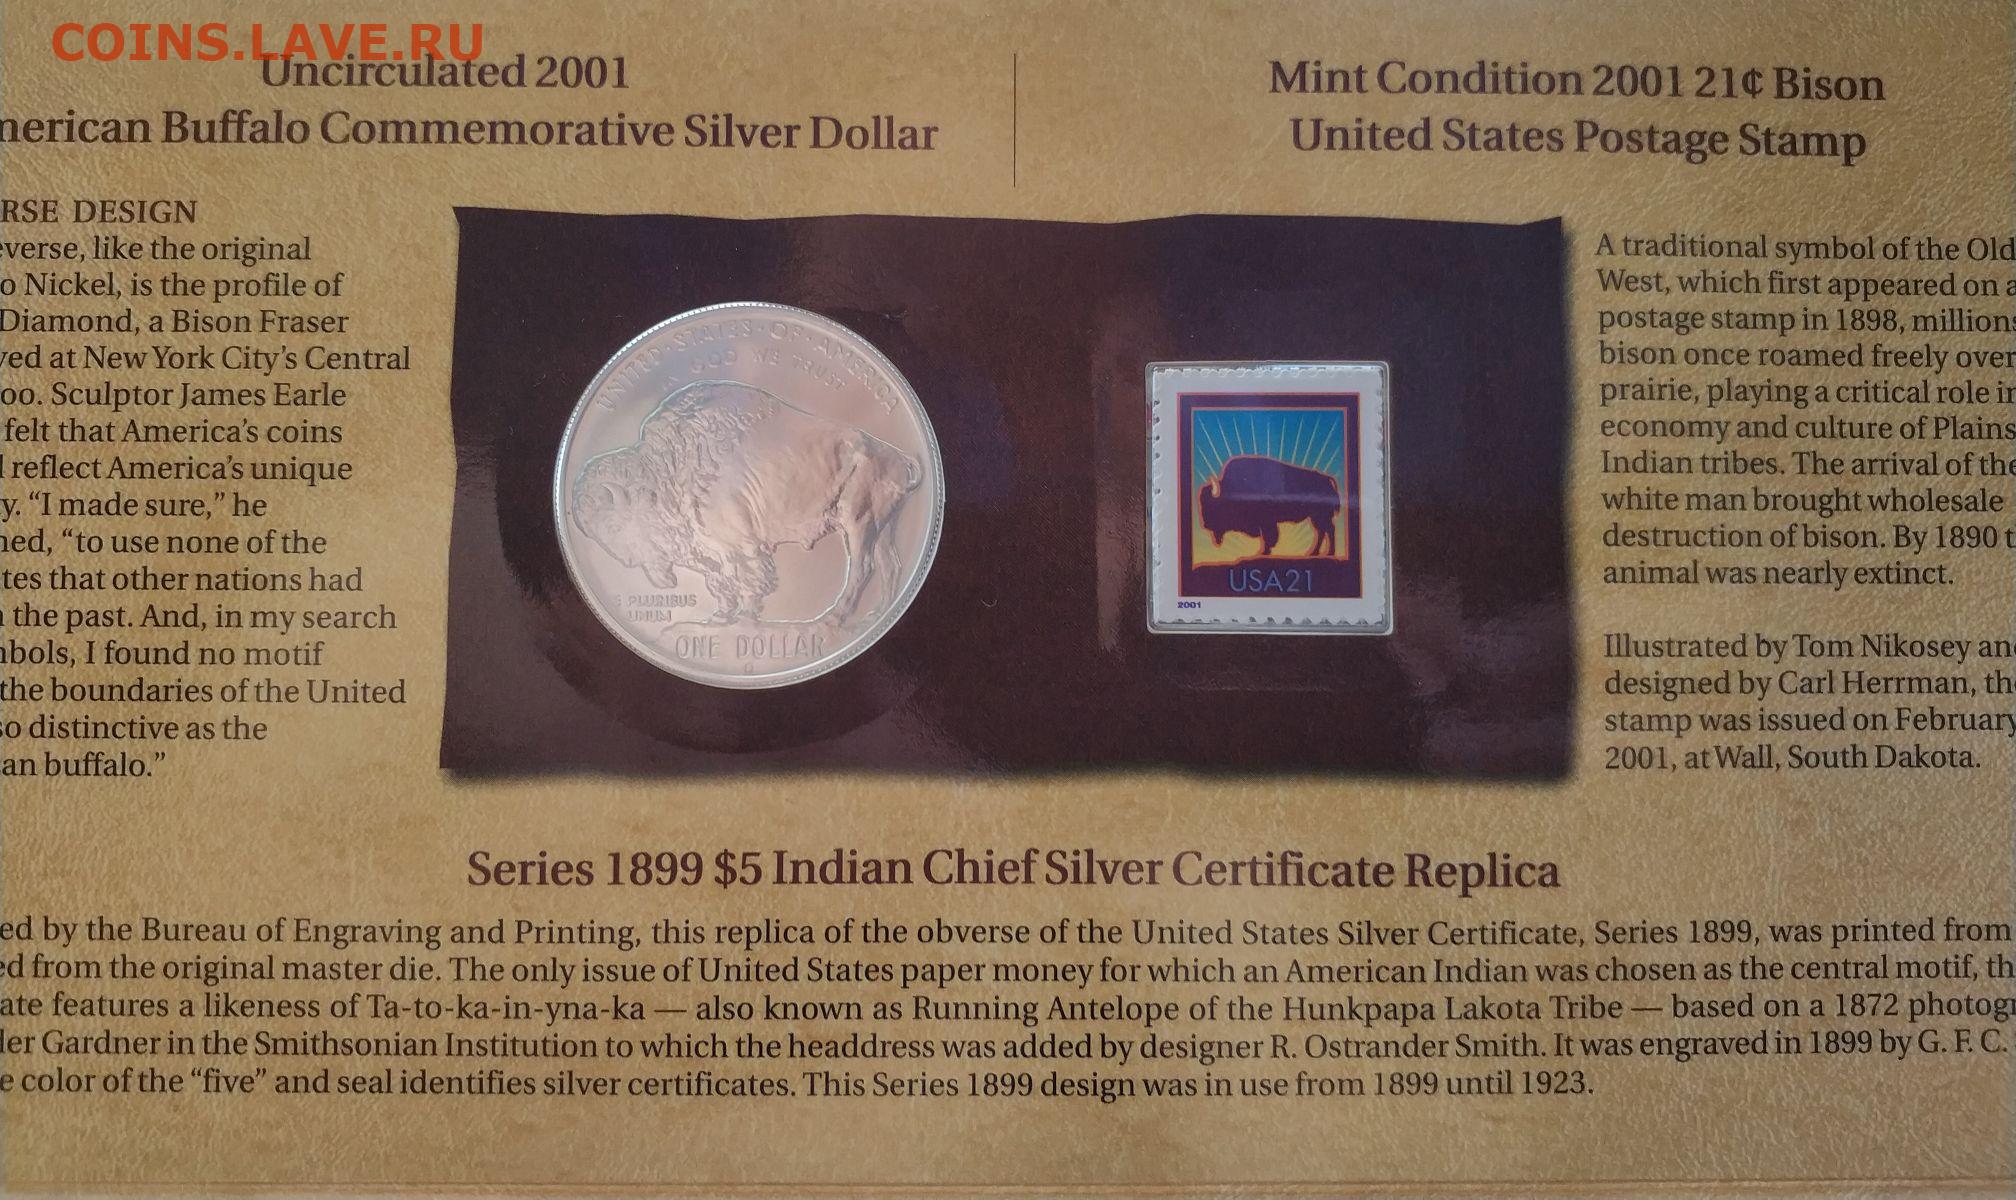 COINS.LAVE.RU
Uncirculated 2001
merican Buffalo Commemorative Silver Dollar
Mint Condition 2001 21¢ Bison
United States Postage Stamp
RSE DESIGN
everse, like the original
o Nickel, is the profile of
Diamond, a Bison Fraser
ved at New York City's Central
oo. Sculptor James Earle
felt that America's coins
l reflect America's unique
y. “I made sure,” he
ned, “to use none of the
tes that other nations had
n the past. And, in my search
nbols, I found no motif
the boundaries of the United
so distinctive as the
an buffalo.”
UNITED·STATES·OF·AMERICA
GOD WE TRUST
E PLURIBUS
UNUM
ONE DOLLAR
USA21
2001
A traditional symbol of the Old
West, which first appeared on a
postage stamp in 1898, millions
bison once roamed freely over
prairie, playing a critical role in
economy and culture of Plains
Indian tribes. The arrival of the
white man brought wholesale
destruction of bison. By 1890 t
animal was nearly extinct.
Illustrated by Tom Nikosey and
designed by Carl Herrman, the
stamp was issued on February
2001, at Wall, South Dakota.
Series 1899 $5 Indian Chief Silver Certificate Replica
ed by the Bureau of Engraving and Printing, this replica of the obverse of the United States Silver Certificate, Series 1899, was printed from
ed from the original master die. The only issue of United States paper money for which an American Indian was chosen as the central motif, th
ate features a likeness of Ta-to-ka-in-yna-ka — also known as Running Antelope of the Hunkpapa Lakota Tribe — based on a 1872 photogr
der Gardner in the Smithsonian Institution to which the headdress was added by designer R. Ostrander Smith. It was engraved in 1899 by G. F. C.
e color of the “five” and seal identifies silver certificates. This Series 1899 design was in use from 1899 until 1923.